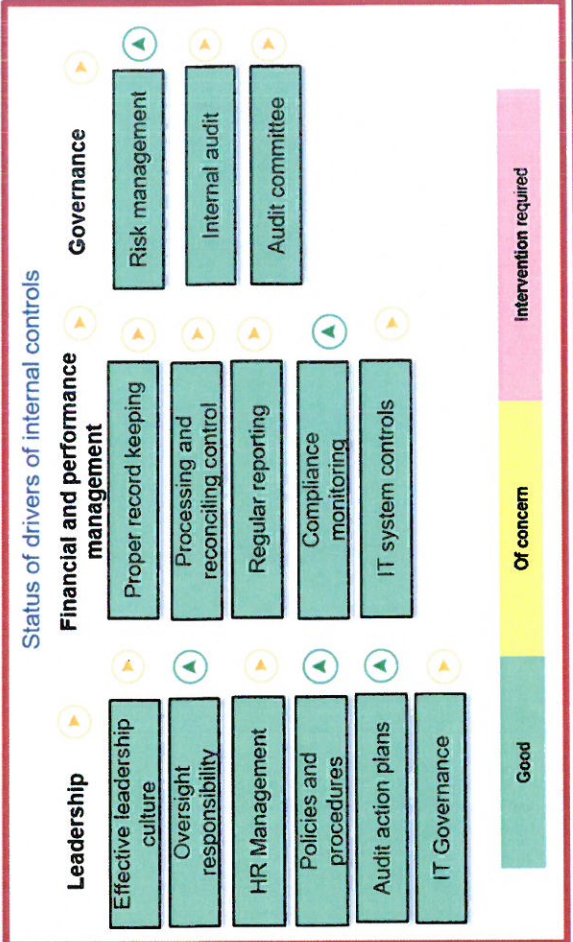 Status of drivers of internal controls
Leadership
Effective leadership
culture
Oversight
responsibility
HR Management
Policies and
procedures
Audit action plans
IT Governance
Financial and performance
management
Proper record keeping
Processing and
reconciling control
Regular reporting
Compliance
monitoring
IT system controls
Governance
Risk management
Internal audit
Audit committee
Good
Of concern
Intervention required